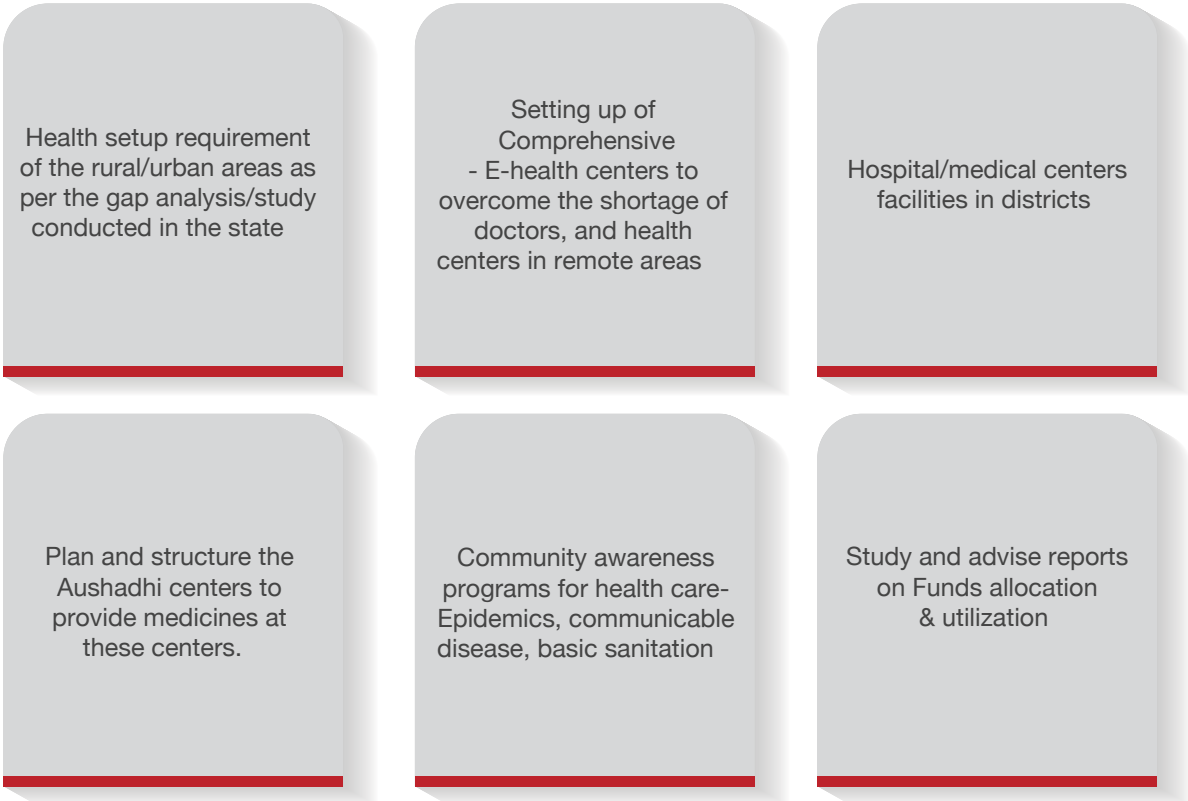 Health setup requirement
of the rural/urban areas as
per the gap analysis/study
conducted in the state
Setting up of
Comprehensive
- E-health centers to
overcome the shortage of
doctors, and health
centers in remote areas
Hospital/medical centers
facilities in districts
Plan and structure the
Aushadhi centers to
provide medicines at
these centers.
Community awareness
programs for health care-
Epidemics, communicable
disease, basic sanitation
Study and advise reports
on Funds allocation
& utilization